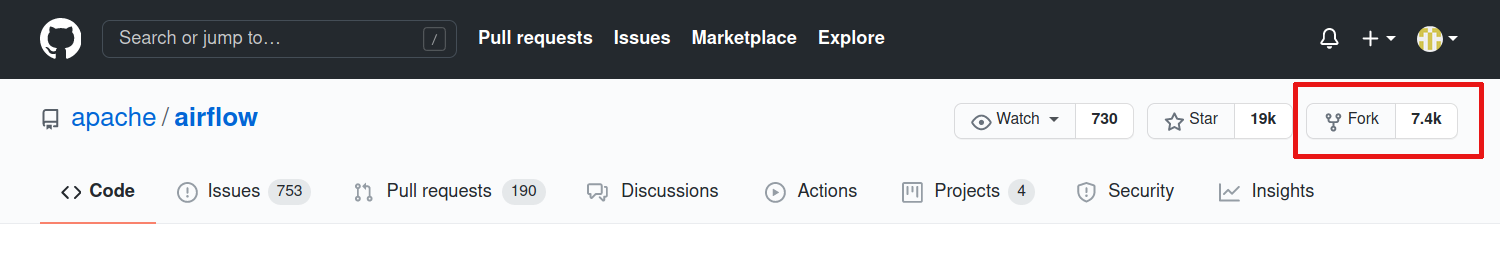 Search or jump to… / Pull requests Issues Marketplace Explore
apache / airflow Watch 730 Star 19k Fork 7.4k
Code Issues 753 Pull requests 190 Discussions Actions Projects 4 Security Insights